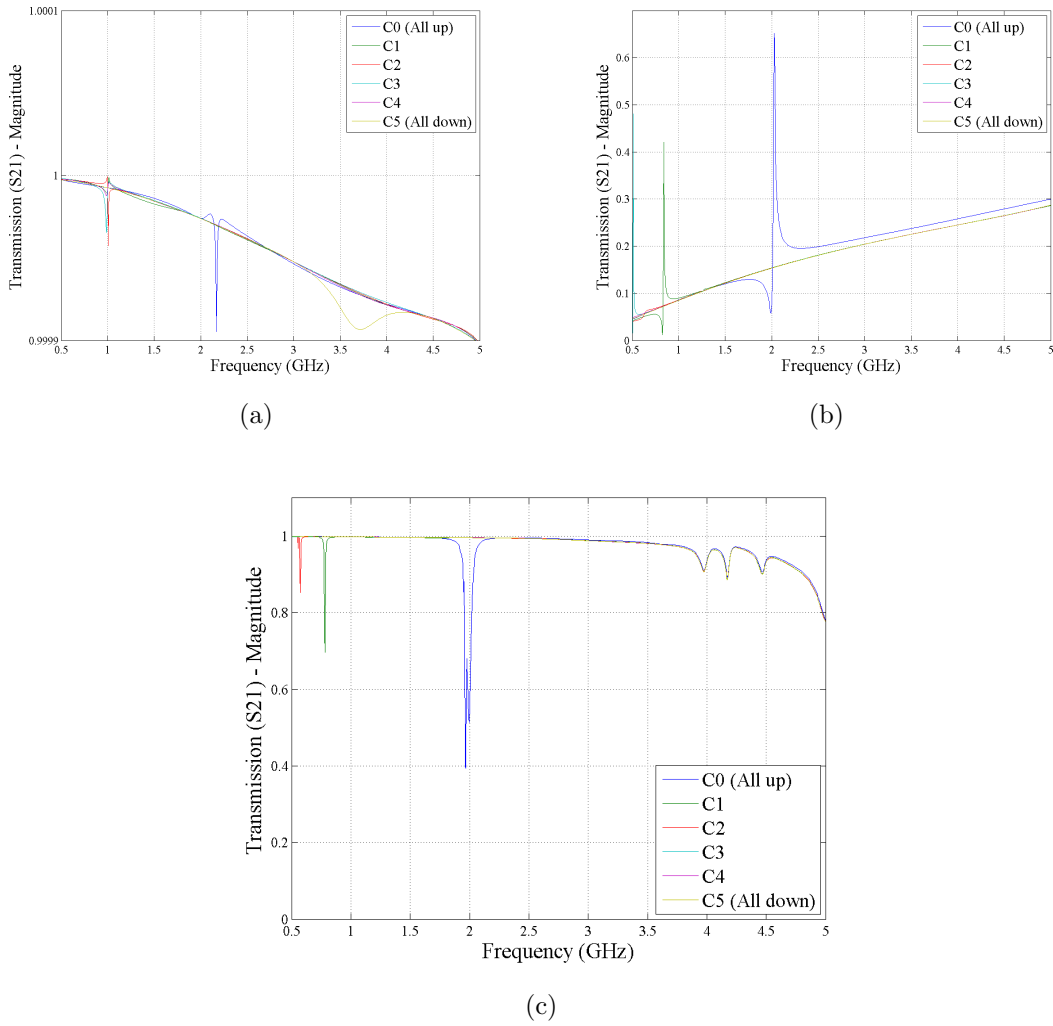 1.0001
1
0.9999
Transmission (S21) - Magnitude
C0 (All up)
C1
C2
C3
C4
C5 (All down)
0.5 1 1.5 2 2.5 3 3.5 4 4.5 5
Frequency (GHz)
(a)
0.6
0.5
0.4
0.3
0.2
0.1
0
Transmission (S21) - Magnitude
C0 (All up)
C1
C2
C3
C4
C5 (All down)
0.5 1 1.5 2 2.5 3 3.5 4 4.5 5
Frequency (GHz)
(b)
1
0.8
0.6
0.4
0.2
0
Transmission (S21) - Magnitude
C0 (All up)
C1
C2
C3
C4
C5 (All down)
0.5 1 1.5 2 2.5 3 3.5 4 4.5 5
Frequency (GHz)
(c)